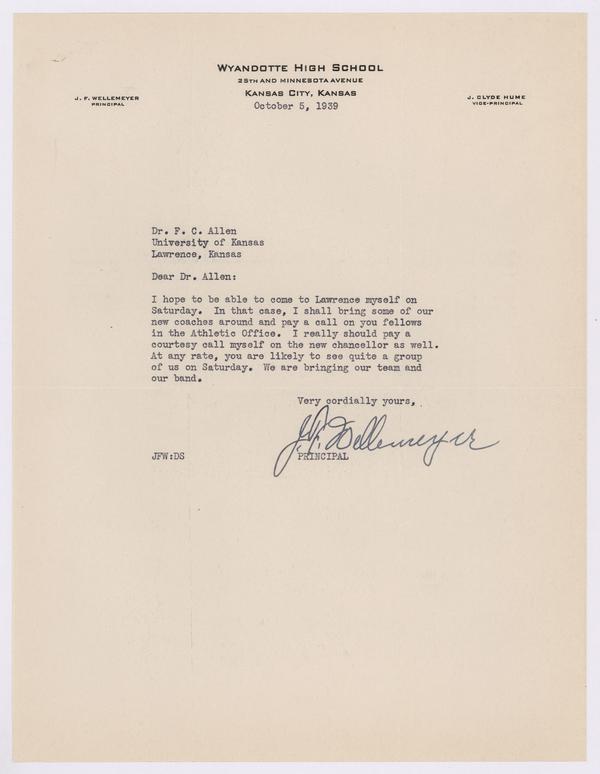 WYANDOTTE HIGH SCHOOL
25TH AND MINNESOTA AVENUE
KANSAS CITY, KANSAS
J. F. WELLEMEYER
PRINCIPAL
J. CLYDE HUME
VICE-PRINCIPAL
October 5, 1939
Dr. F. C. Allen
University of Kansas
Lawrence, Kansas
Dear Dr. Allen:
I hope to be able to come to Lawrence myself on
Saturday. In that case, I shall bring some of our
new coaches around and pay a call on you fellows
in the Athletic Office. I really should pay a
courtesy call myself on the new chancellor as well.
At any rate, you are likely to see quite a group
of us on Saturday. We are bringing our team and
our band.
Very cordially yours,
J. F. Wellemeyer
JFW:DS PRINCIPAL